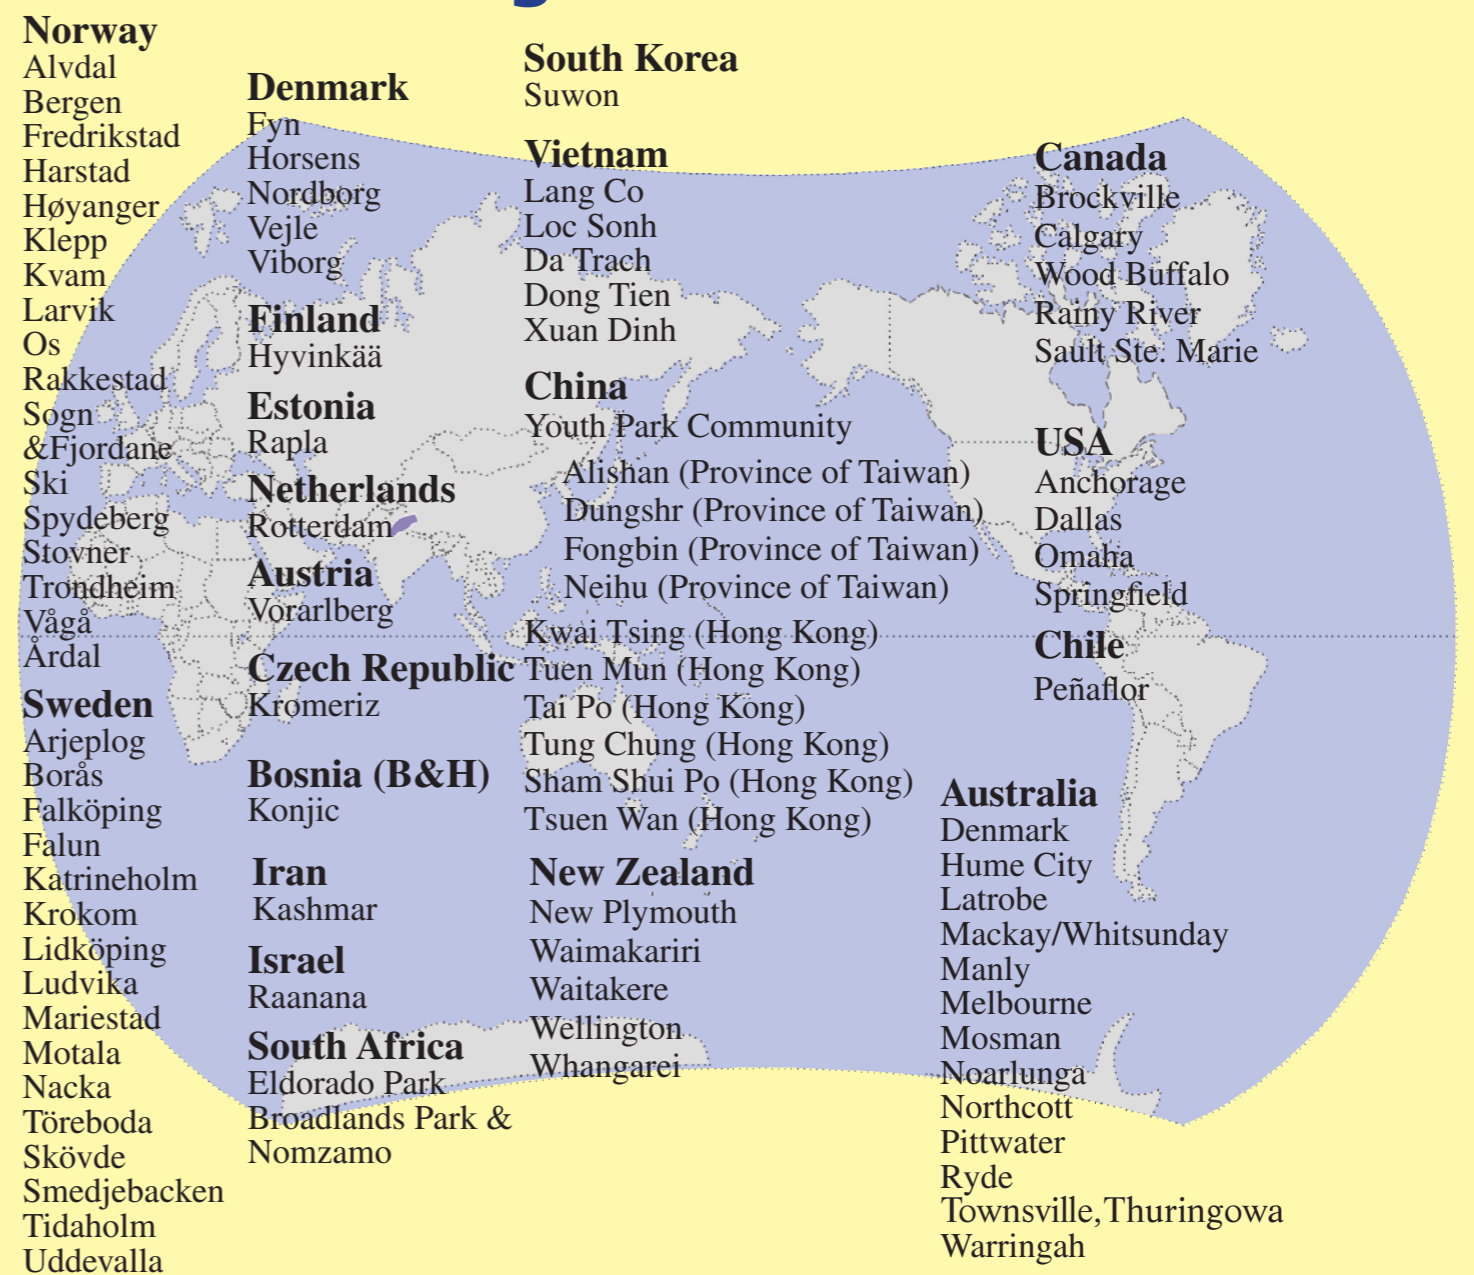 Norway
Alvdal
Bergen
Fredrikstad
Harstad
Høyanger
Klepp
Kvam
Larvik
Os
Rakkestad
Sogn
&Fjordane
Ski
Spydeberg
Stovner
Trondheim
Vågå
Årdal
Sweden
Arjeplog
Borås
Falköping
Falun
Katrineholm
Krokom
Lidköping
Ludvika
Mariestad
Motala
Nacka
Töreboda
Skövde
Smedjebacken
Tidaholm
Uddevalla
Denmark
Fyn
Horsens
Nordborg
Vejle
Viborg
Finland
Hyvinkää
Estonia
Rapla
Netherlands
Rotterdam
Austria
Vorarlberg
Czech Republic
Kromeriz
Bosnia (B&H)
Konjic
Iran
Kashmar
Israel
Raanana
South Africa
Eldorado Park
Broadlands Park &
Nomzamo
South Korea
Suwon
Vietnam
Lang Co
Loc Sonh
Da Trach
Dong Tien
Xuan Dinh
China
Youth Park Community
Alishan (Province of Taiwan)
Dungshr (Province of Taiwan)
Fongbin (Province of Taiwan)
Neihu (Province of Taiwan)
Kwai Tsing (Hong Kong)
Tuen Mun (Hong Kong)
Tai Po (Hong Kong)
Tung Chung (Hong Kong)
Sham Shui Po (Hong Kong)
Tsuen Wan (Hong Kong)
New Zealand
New Plymouth
Waimakariri
Waitakere
Wellington
Whangarei
Canada
Brockville
Calgary
Wood Buffalo
Rainy River
Sault Ste. Marie
USA
Anchorage
Dallas
Omaha
Springfield
Chile
Peñaflor
Australia
Denmark
Hume City
Latrobe
Mackay/Whitsunday
Manly
Melbourne
Mosman
Noarlunga
Northcott
Pittwater
Ryde
Townsville,Thuringowa
Warringah